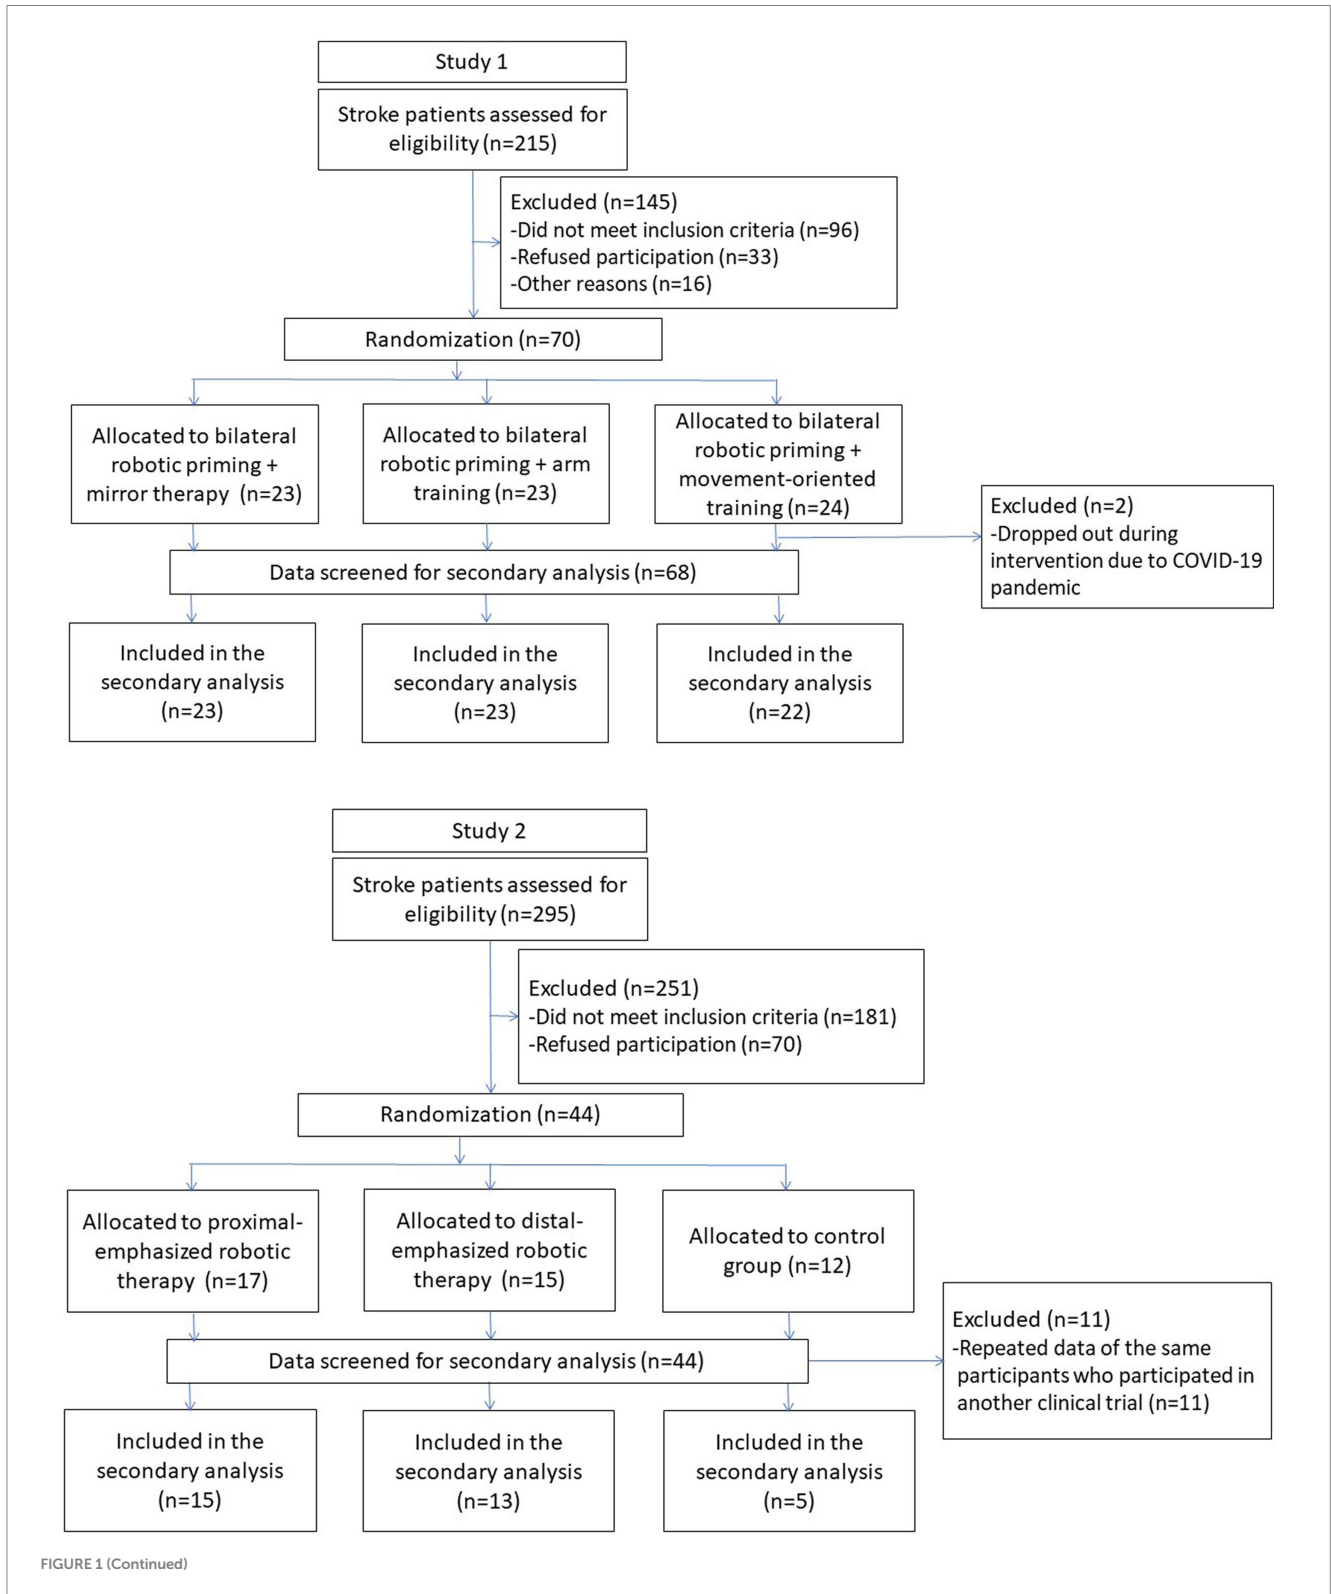 Study 1
Stroke patients assessed for
eligibility (n=215)
Excluded (n=145)
-Did not meet inclusion criteria (n=96)
-Refused participation (n=33)
-Other reasons (n=16)
Randomization (n=70)
Allocated to bilateral
robotic priming +
mirror therapy (n=23)
Allocated to bilateral
robotic priming + arm
training (n=23)
Allocated to bilateral
robotic priming +
movement-oriented
training (n=24)
Excluded (n=2)
-Dropped out during
intervention due to COVID-19
pandemic
Data screened for secondary analysis (n=68)
Included in the
secondary analysis
(n=23)
Included in the
secondary analysis
(n=23)
Included in the
secondary analysis
(n=22)
Study 2
Stroke patients assessed for
eligibility (n=295)
Excluded (n=251)
-Did not meet inclusion criteria (n=181)
-Refused participation (n=70)
Randomization (n=44)
Allocated to proximal-
emphasized robotic
therapy (n=17)
Allocated to distal-
emphasized robotic
therapy (n=15)
Allocated to control
group (n=12)
Excluded (n=11)
-Repeated data of the same
participants who participated in
another clinical trial (n=11)
Data screened for secondary analysis (n=44)
Included in the
secondary analysis
(n=15)
Included in the
secondary analysis
(n=13)
Included in the
secondary analysis
(n=5)
FIGURE 1 (Continued)